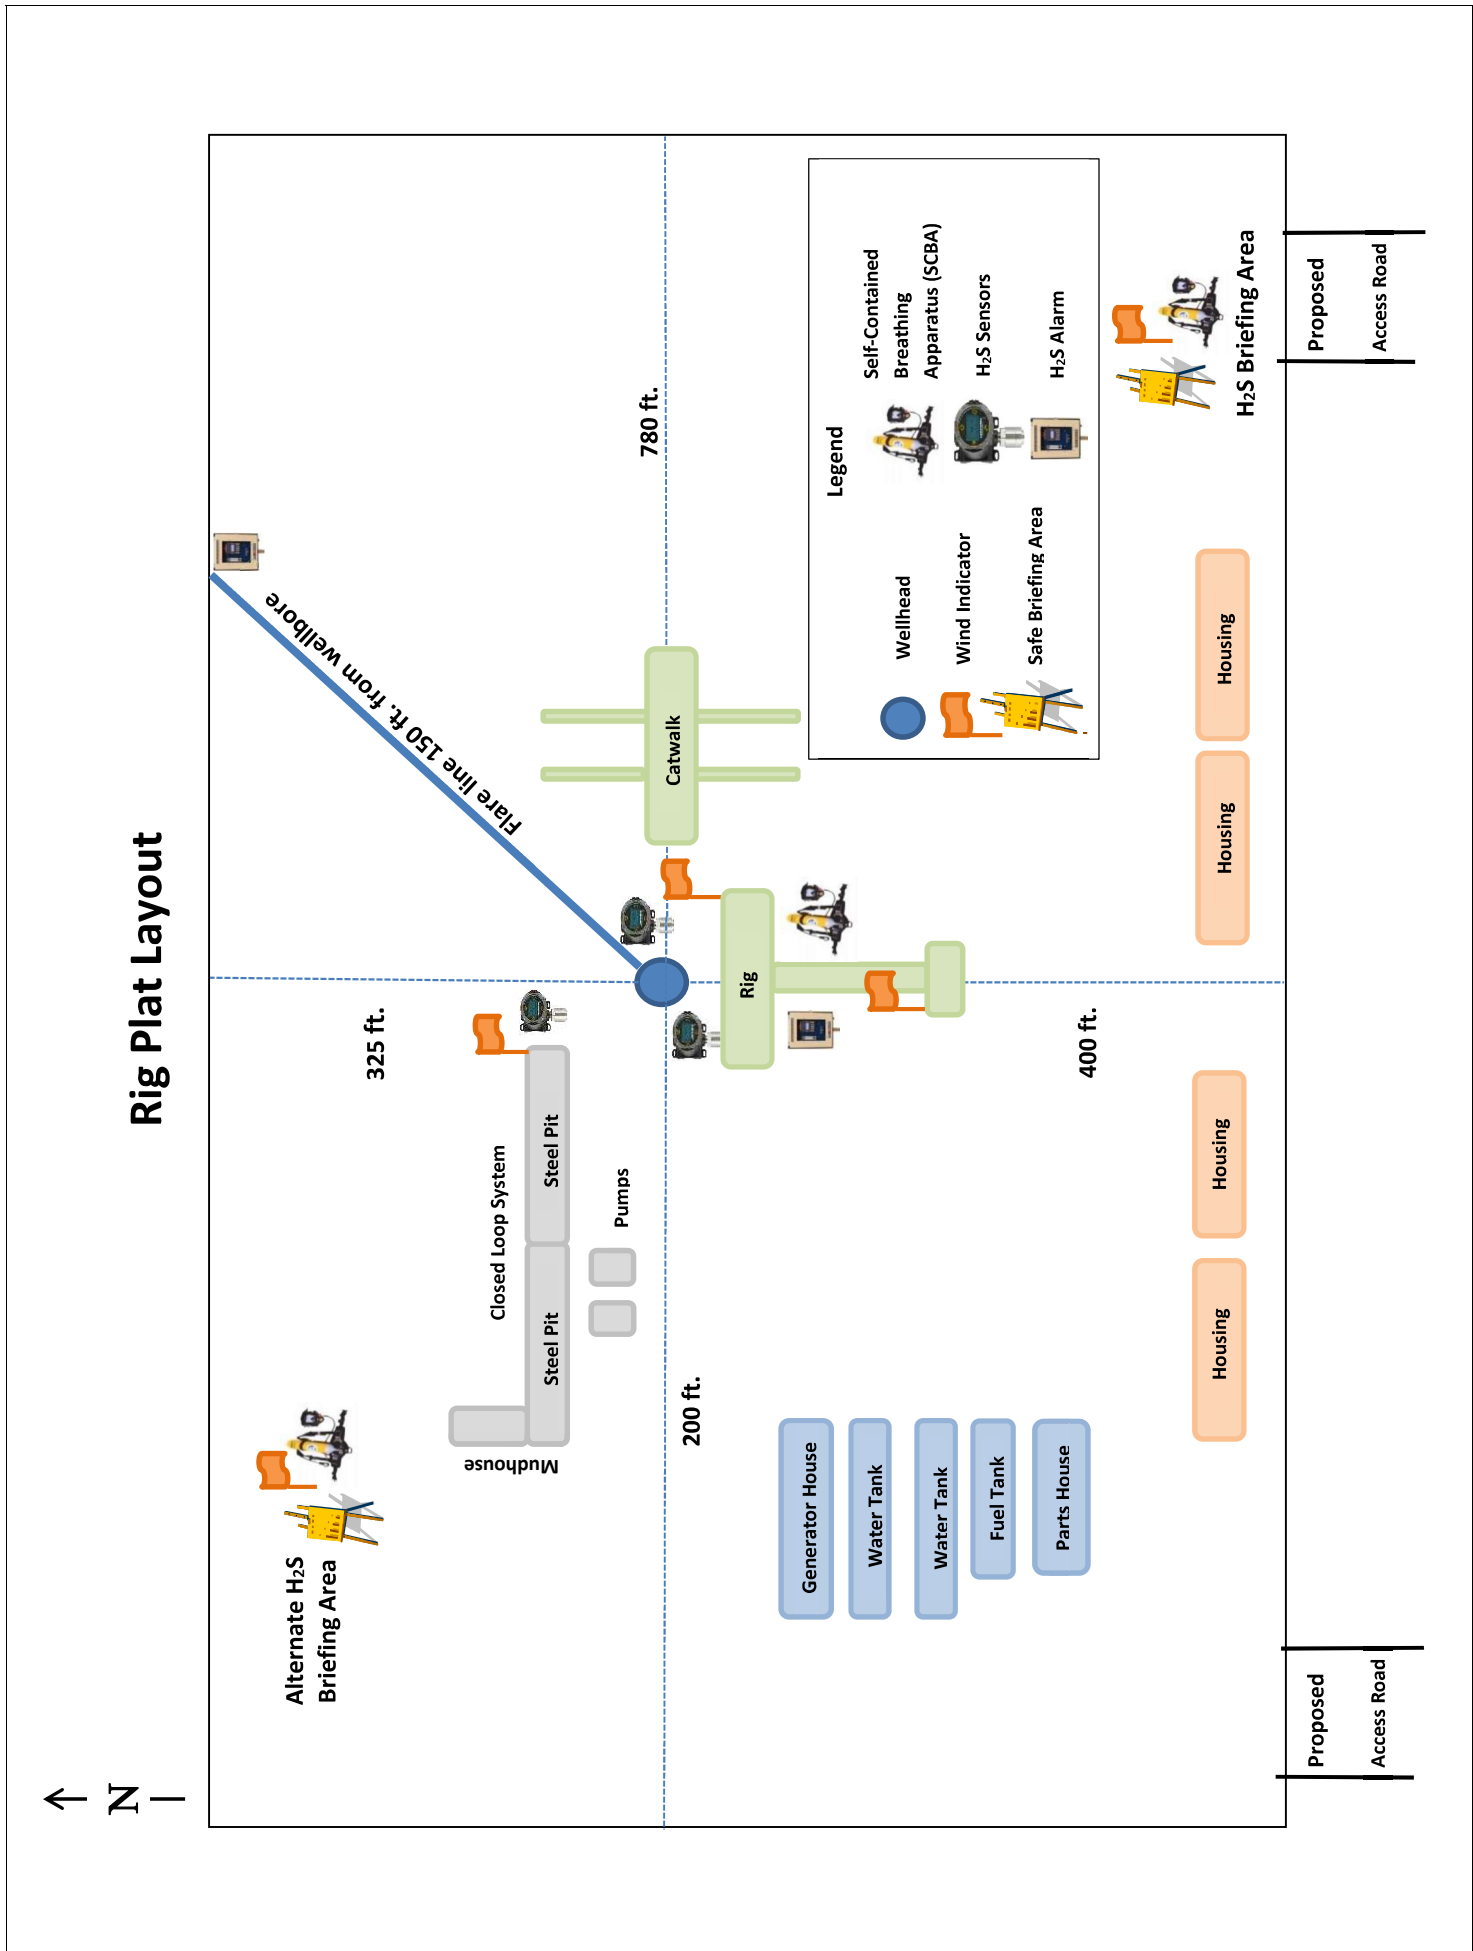 Rig Plat Layout
N
Alternate H₂S
Briefing Area
Mudhouse
Closed Loop System
Steel Pit
Steel Pit
Pumps
325 ft.
Flare line 150 ft. from wellbore
200 ft.
780 ft.
Catwalk
Rig
400 ft.
Generator House
Water Tank
Water Tank
Fuel Tank
Parts House
Legend
Wellhead
Wind Indicator
Safe Briefing Area
Self-Contained
Breathing
Apparatus (SCBA)
H₂S Sensors
H₂S Alarm
Housing
Housing
Housing
Housing
H₂S Briefing Area
Proposed
Access Road
Proposed
Access Road